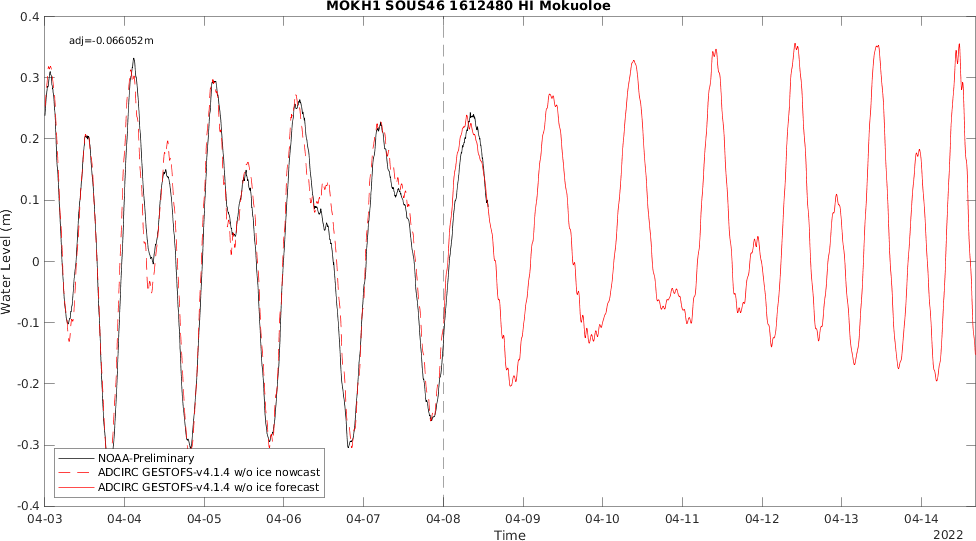 MOKH1 SOUS46 1612480 HI Mokuoloe
adj=-0.066052m
0.4
0.3
0.2
0.1
0
-0.1
-0.2
-0.3
-0.4
Water Level (m)
NOAA-Preliminary
ADCIRC GESTOFS-v4.1.4 w/o ice nowcast
ADCIRC GESTOFS-v4.1.4 w/o ice forecast
04-03 04-04 04-05 04-06 04-07 04-08 04-09 04-10 04-11 04-12 04-13 04-14
Time
2022